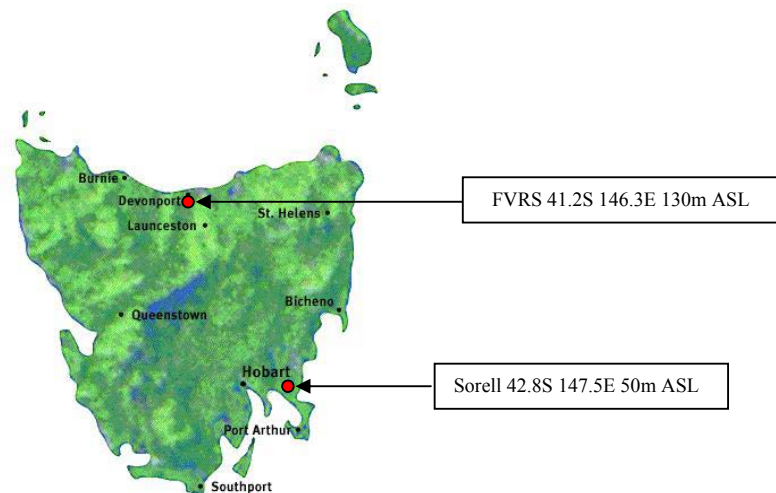 Burnie
Devonport
FVRS 41.2S 146.3E 130m ASL
St. Helens
Launceston
Bicheno
Queenstown
Hobart
Sorell 42.8S 147.5E 50m ASL
Port Arthur
Southport